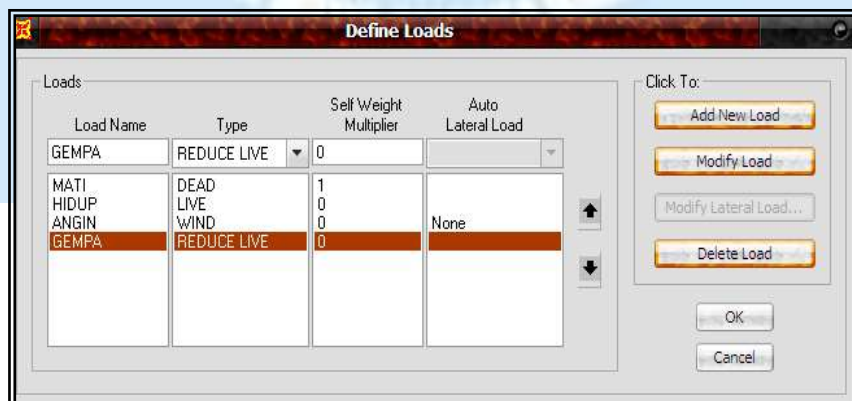 Define Loads
Loads
Load Name Type Self Weight Multiplier Auto Lateral Load
GEMPA REDUCE LIVE 0
MATI DEAD 1
HIDUP LIVE 0
ANGIN WIND 0 None
GEMPA REDUCE LIVE 0
Click To:
Add New Load
Modify Load
Modify Lateral Load...
Delete Load
OK
Cancel